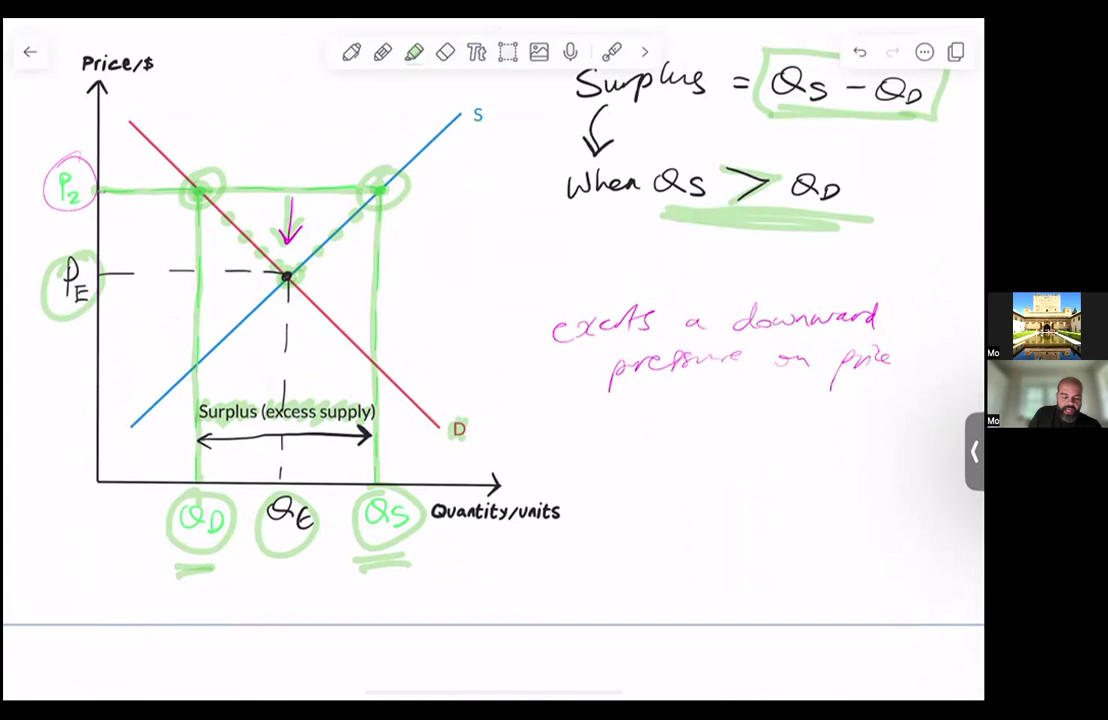 Price/$
Tt
Surplus = QS - QD
S
P2
When QS > QD
PE
exerts a downward
pressure on price
Mo
Surplus (excess supply)
D
Mo
QD
QE
QS
Quantity/units